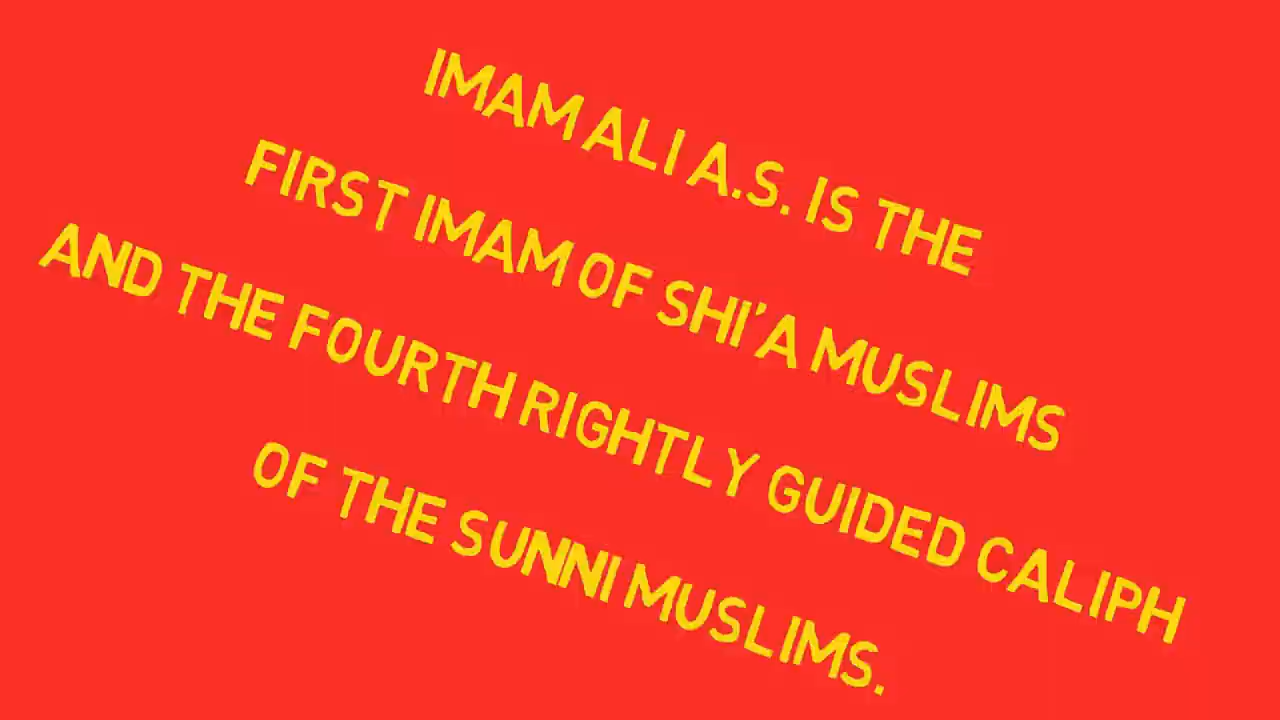 IMAM ALI A.S. IS THE
FIRST IMAM OF SHI'A MUSLIMS
AND THE FOURTH RIGHTLY GUIDED CALIPH
OF THE SUNNI MUSLIMS.